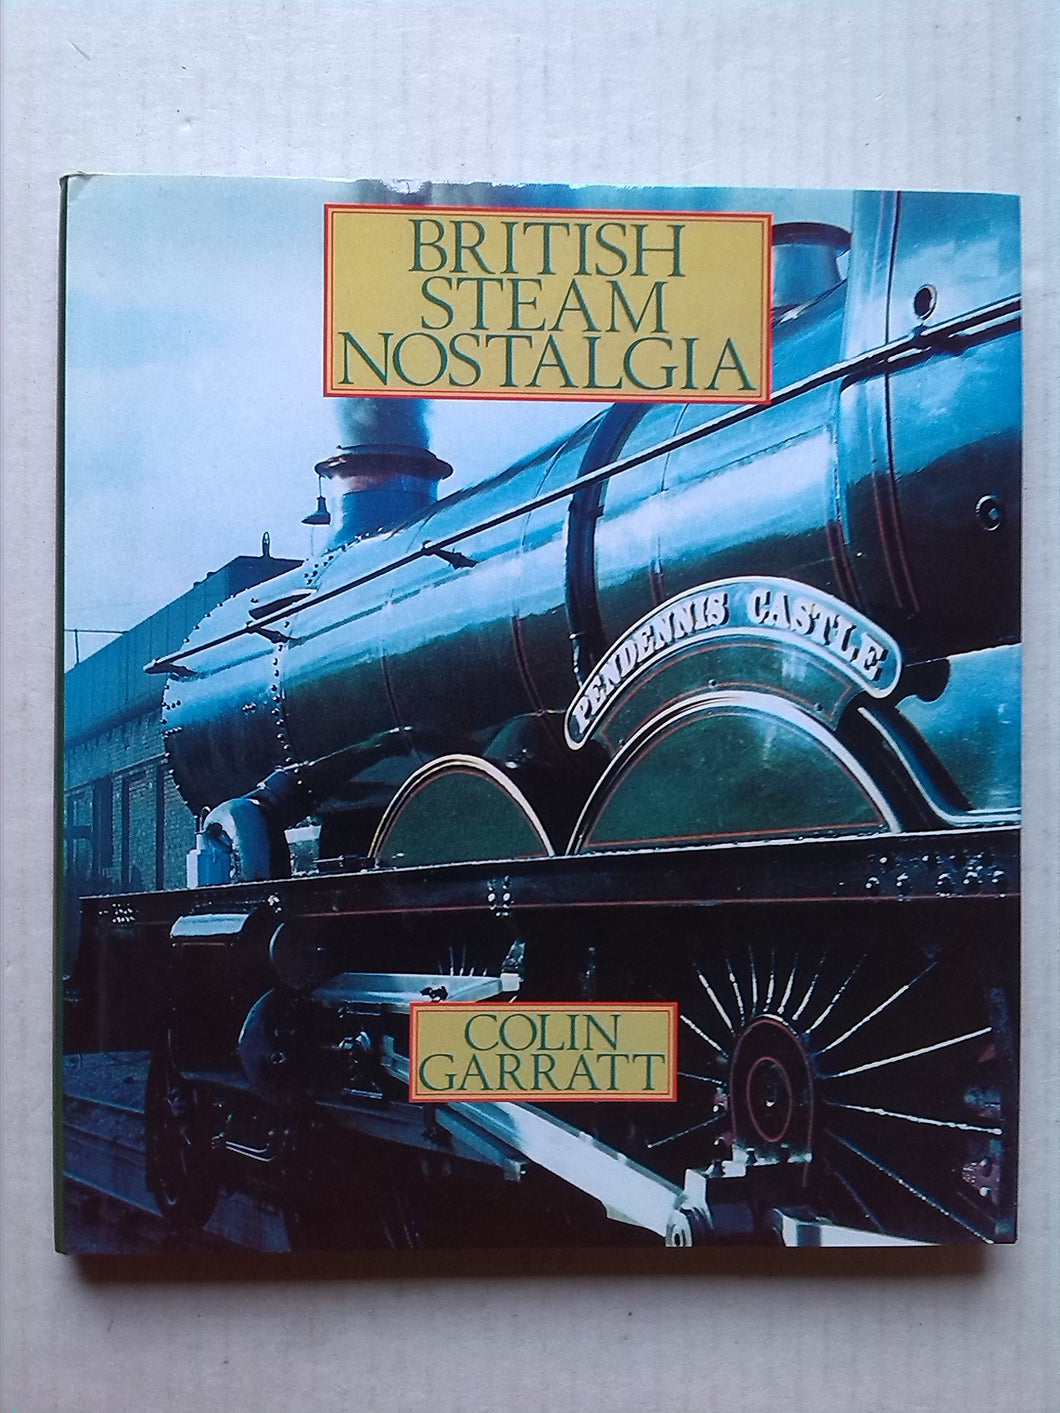 BRITISH
STEAM
NOSTALGIA
PENDENNIS CASTLE
COLIN
GARRATT